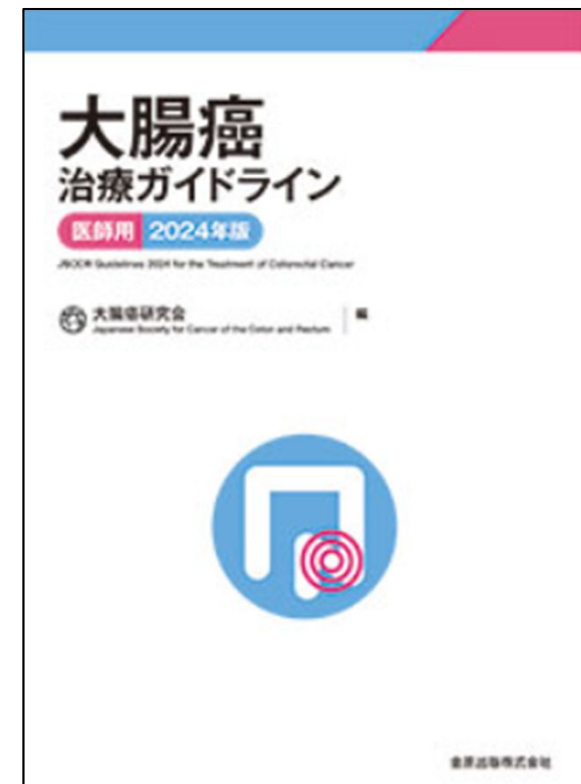 大腸癌
治療ガイドライン
医師用 2024年版
JSCCR Guidelines 2024 for the Treatment of Colorectal Cancer
大腸癌研究会 編
Japanese Society for Cancer of the Colon and Rectum
金原出版株式会社